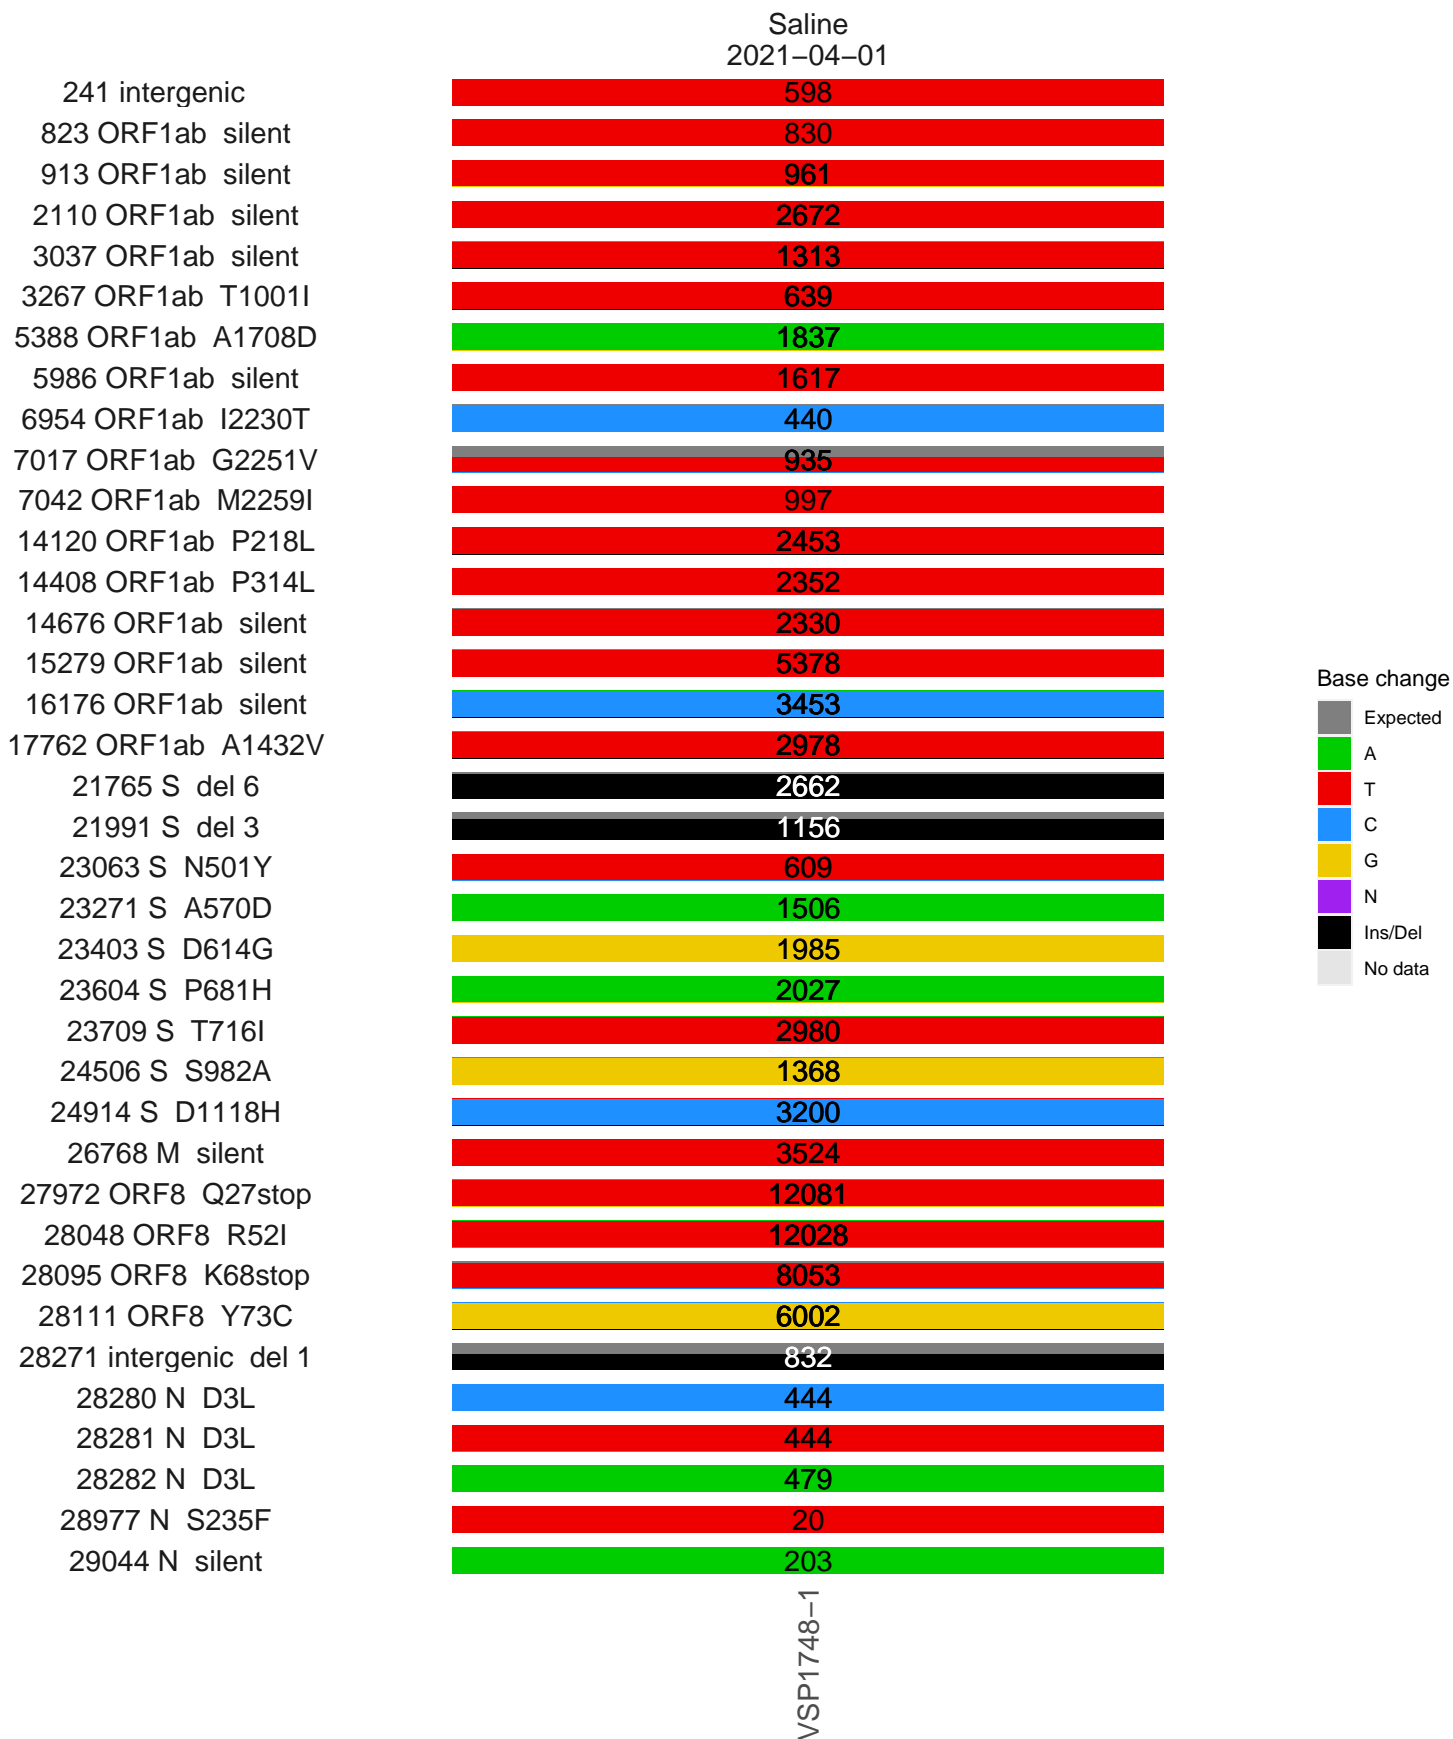 Saline
2021−04−01
241 intergenic 598
823 ORF1ab silent 830
913 ORF1ab silent 961
2110 ORF1ab silent 2672
3037 ORF1ab silent 1313
3267 ORF1ab T1001I 639
5388 ORF1ab A1708D 1837
5986 ORF1ab silent 1617
6954 ORF1ab I2230T 440
7017 ORF1ab G2251V 935
7042 ORF1ab M2259I 997
14120 ORF1ab P218L 2453
14408 ORF1ab P314L 2352
14676 ORF1ab silent 2330
15279 ORF1ab silent 5378
16176 ORF1ab silent 3453
17762 ORF1ab A1432V 2978
21765 S del 6 2662
21991 S del 3 1156
23063 S N501Y 609
23271 S A570D 1506
23403 S D614G 1985
23604 S P681H 2027
23709 S T716I 2980
24506 S S982A 1368
24914 S D1118H 3200
26768 M silent 3524
27972 ORF8 Q27stop 12081
28048 ORF8 R52I 12028
28095 ORF8 K68stop 8053
28111 ORF8 Y73C 6002
28271 intergenic del 1 832
28280 N D3L 444
28281 N D3L 444
28282 N D3L 479
28977 N S235F 20
29044 N silent 203
VSP1748−1
Base change
Expected
A
T
C
G
N
Ins/Del
No data